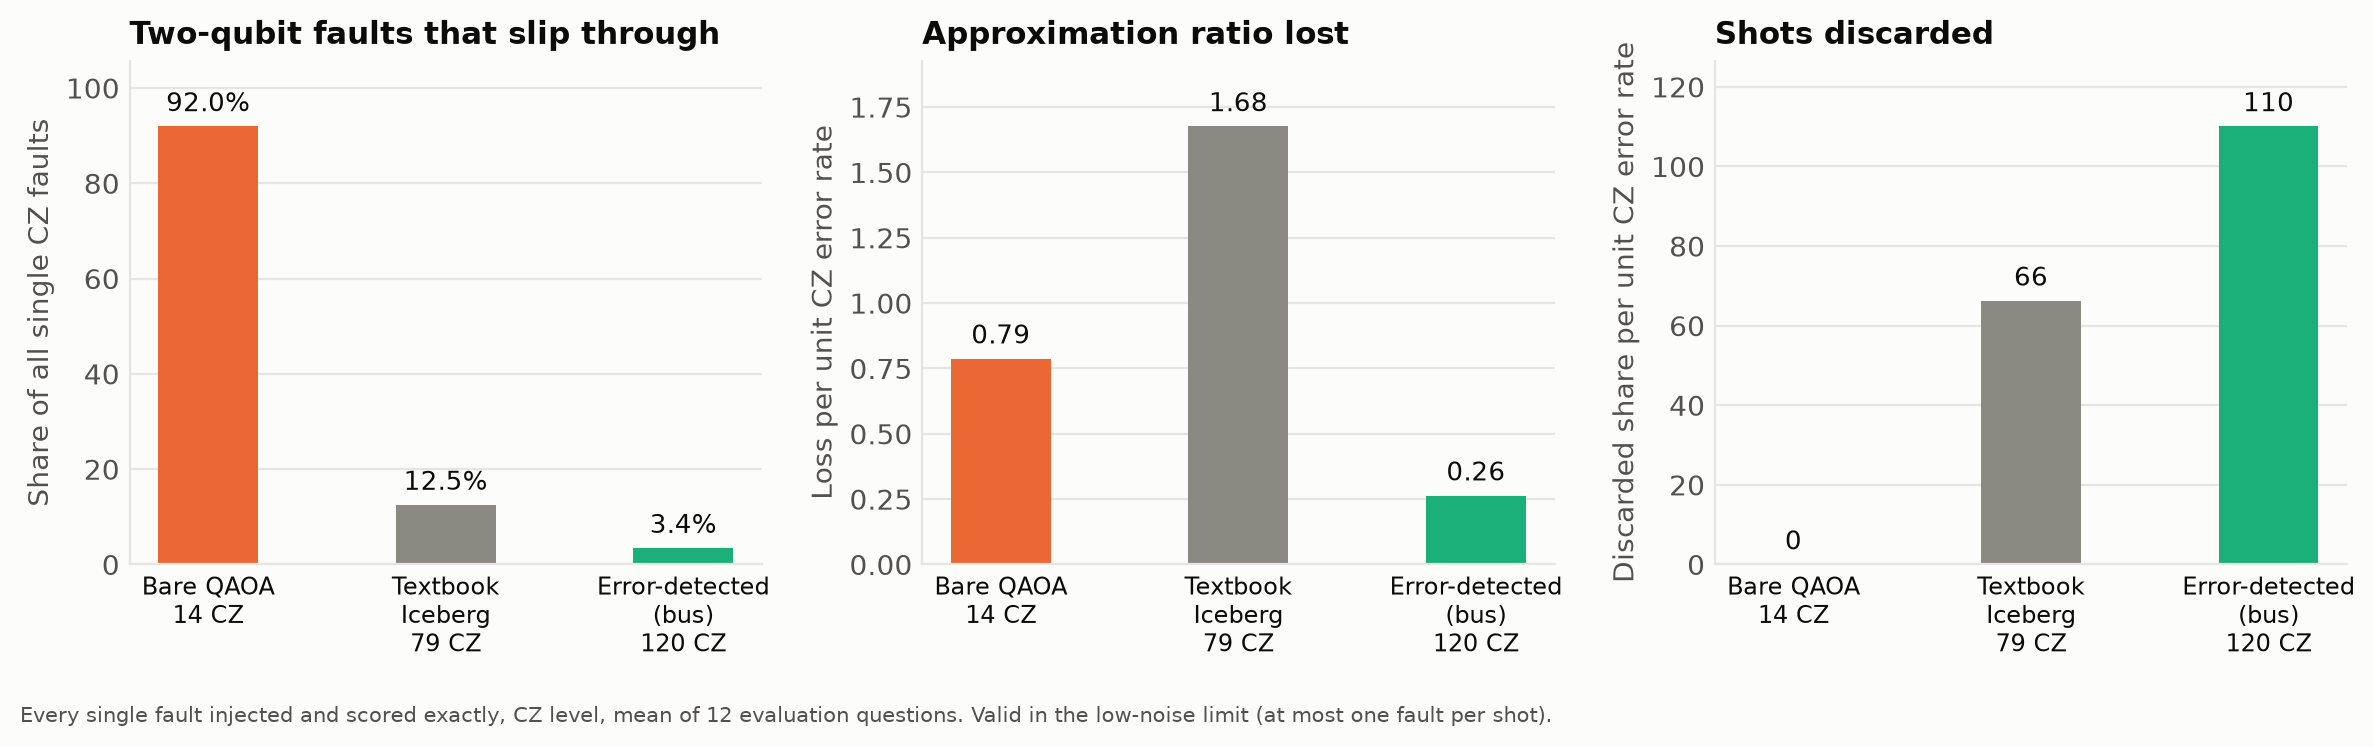 Two-qubit faults that slip through
Share of all single CZ faults
100
80
60
40
20
0
92.0%
12.5%
3.4%
Bare QAOA
14 CZ
Textbook
Iceberg
79 CZ
Error-detected
(bus)
120 CZ
Approximation ratio lost
Loss per unit CZ error rate
1.75
1.50
1.25
1.00
0.75
0.50
0.25
0.00
0.79
1.68
0.26
Bare QAOA
14 CZ
Textbook
Iceberg
79 CZ
Error-detected
(bus)
120 CZ
Shots discarded
Discarded share per unit CZ error rate
120
100
80
60
40
20
0
0
66
110
Bare QAOA
14 CZ
Textbook
Iceberg
79 CZ
Error-detected
(bus)
120 CZ
Every single fault injected and scored exactly, CZ level, mean of 12 evaluation questions. Valid in the low-noise limit (at most one fault per shot).